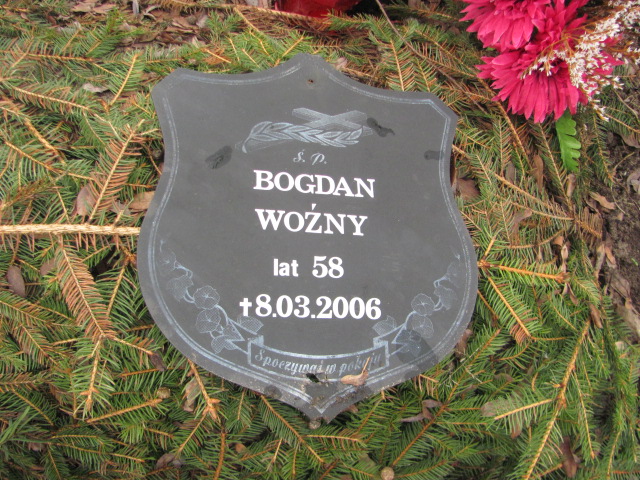 Ś. P.
BOGDAN
WOŹNY
lat 58
✝8.03.2006
Spoczywaj w pokoju